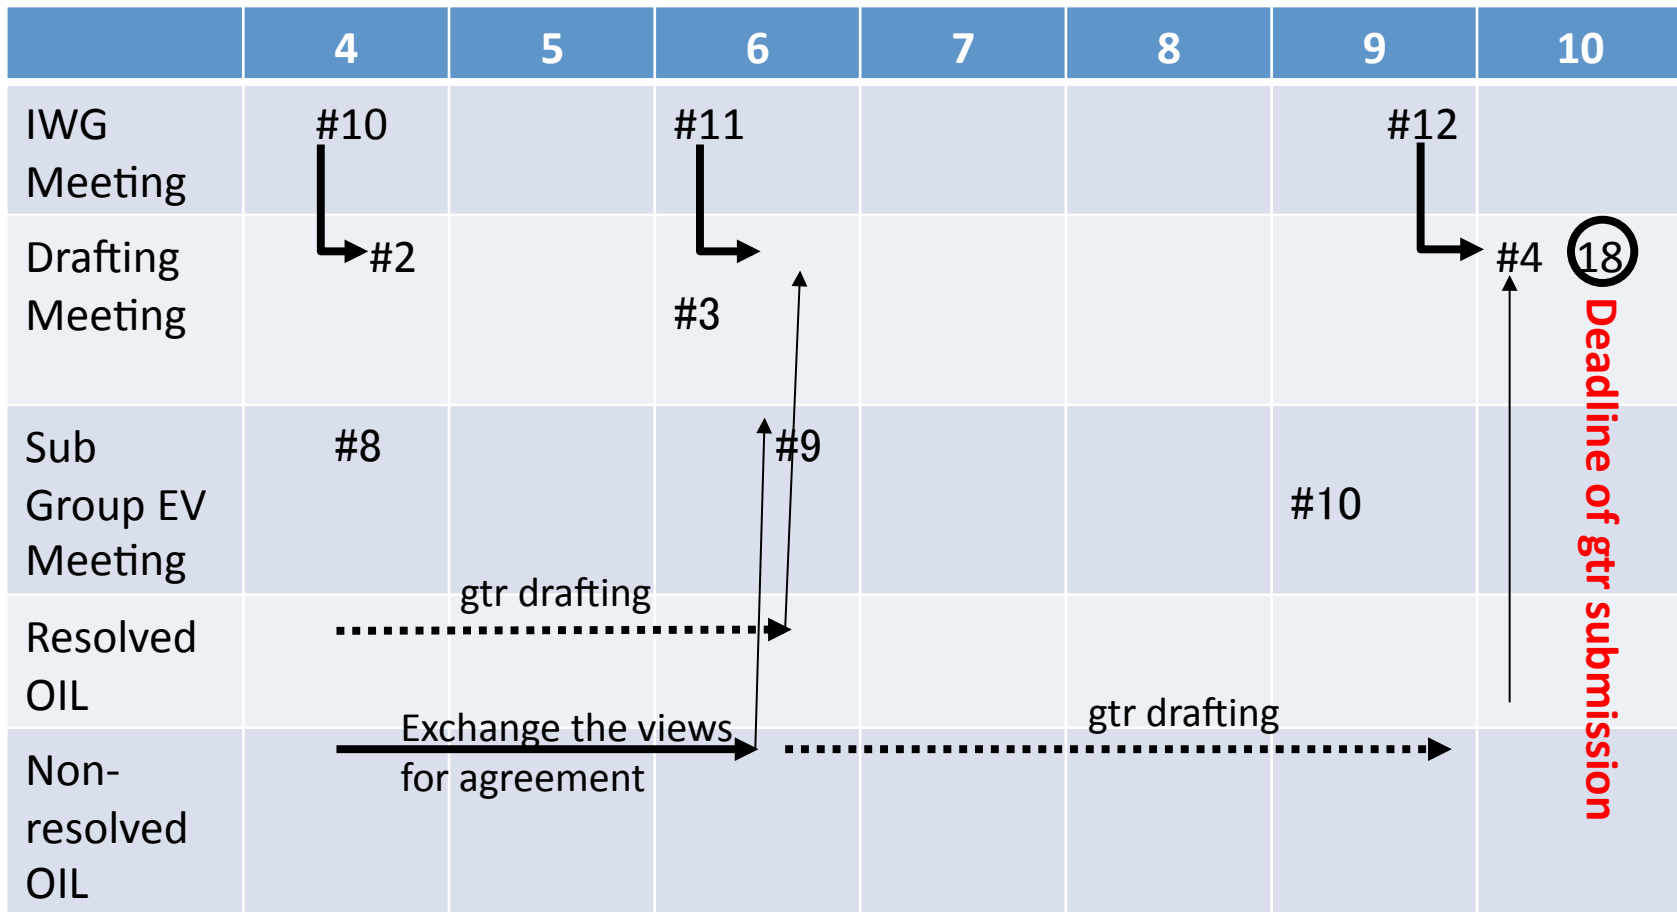 4 5 6 7 8 9 10
IWG
Meeting
#10 #11 #12
Drafting
Meeting
#2
#3
#4 18
Sub
Group EV
Meeting
#8 #9
#10
Resolved
OIL
gtr drafting
Non-
resolved
OIL
Exchange the views
for agreement
gtr drafting
Deadline of gtr submission